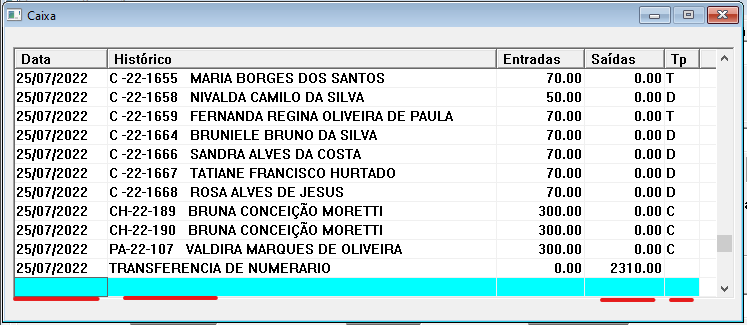 Caixa
Data Histórico Entradas Saídas Tp
25/07/2022 C -22-1655 MARIA BORGES DOS SANTOS 70.00 0.00 T
25/07/2022 C -22-1658 NIVALDA CAMILO DA SILVA 50.00 0.00 D
25/07/2022 C -22-1659 FERNANDA REGINA OLIVEIRA DE PAULA 70.00 0.00 T
25/07/2022 C -22-1664 BRUNIELE BRUNO DA SILVA 70.00 0.00 D
25/07/2022 C -22-1666 SANDRA ALVES DA COSTA 70.00 0.00 D
25/07/2022 C -22-1667 TATIANE FRANCISCO HURTADO 70.00 0.00 D
25/07/2022 C -22-1668 ROSA ALVES DE JESUS 70.00 0.00 D
25/07/2022 CH-22-189 BRUNA CONCEIÇÃO MORETTI 300.00 0.00 C
25/07/2022 CH-22-190 BRUNA CONCEIÇÃO MORETTI 300.00 0.00 C
25/07/2022 PA-22-107 VALDIRA MARQUES DE OLIVEIRA 300.00 0.00 C
25/07/2022 TRANSFERENCIA DE NUMERARIO 0.00 2310.00